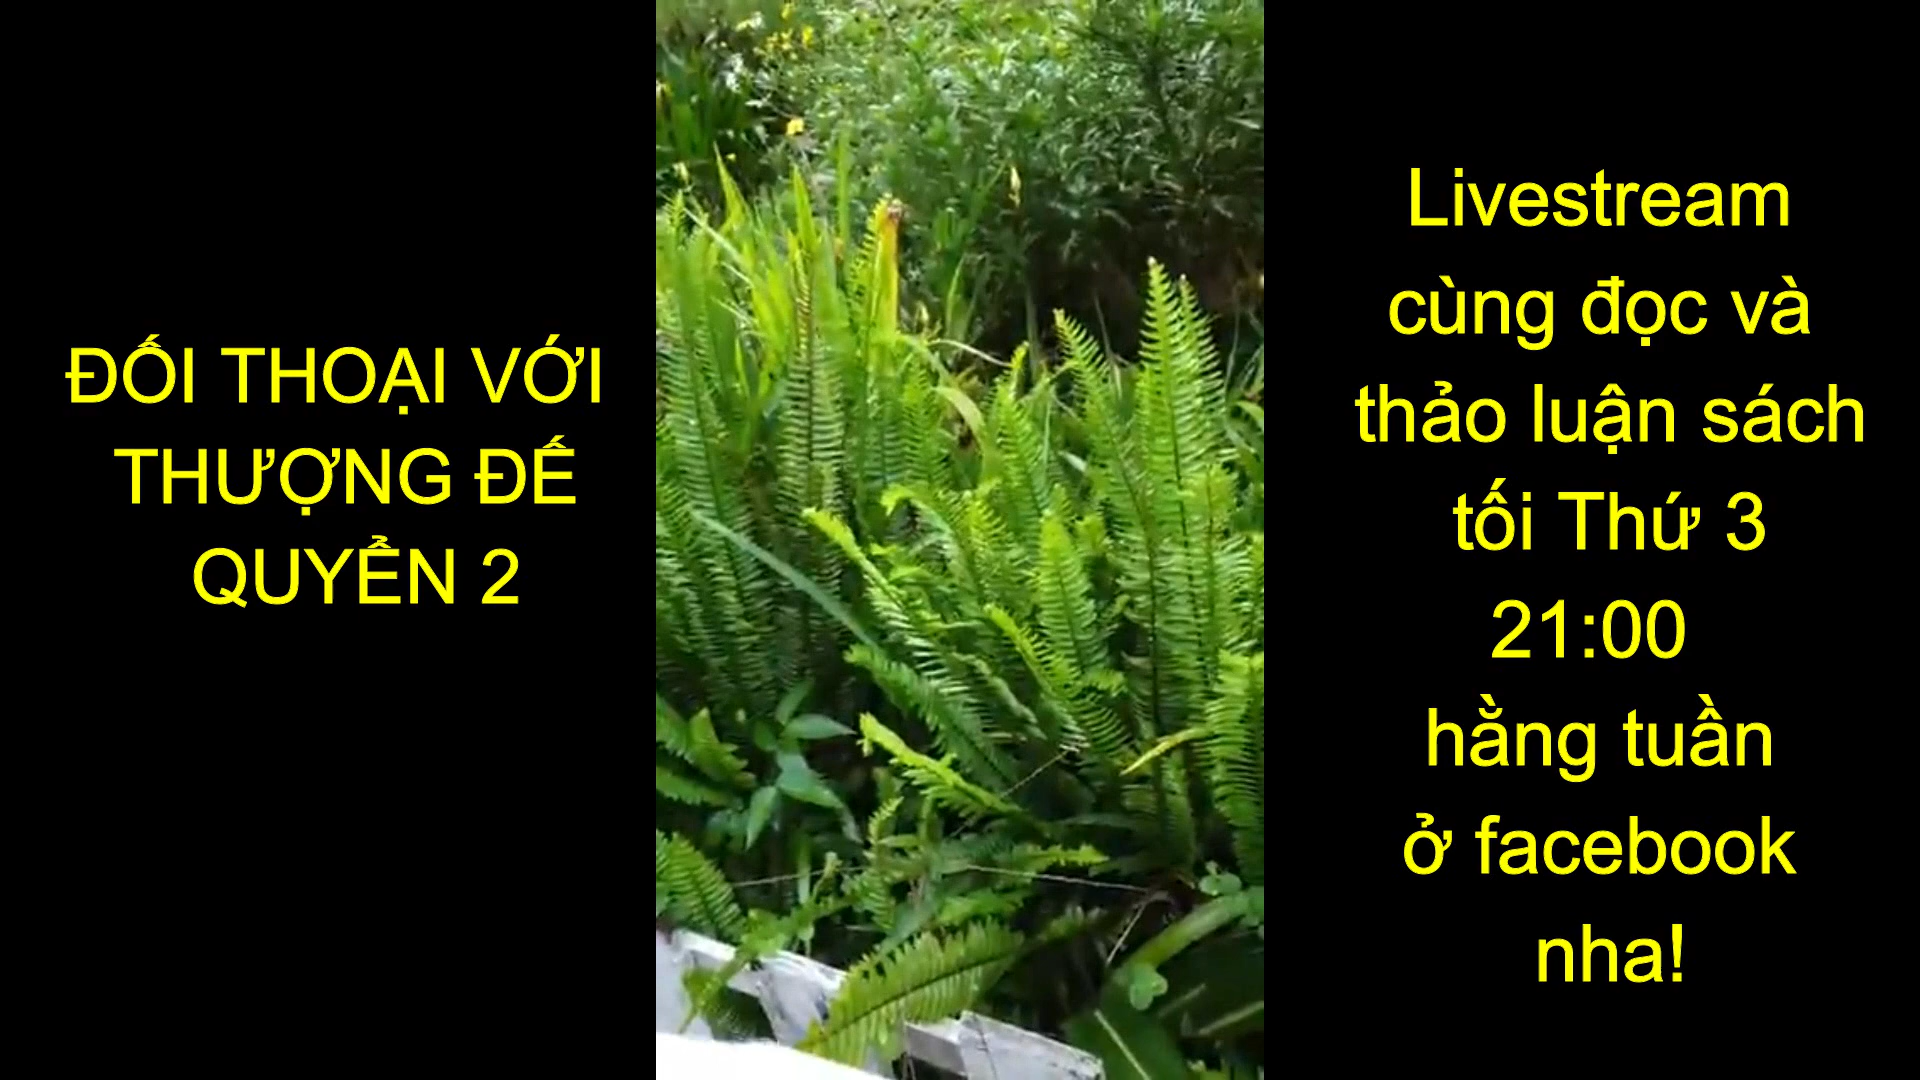 ĐỐI THOẠI VỚI
THƯỢNG ĐẾ
QUYỂN 2
Livestream
cùng đọc và
thảo luận sách
tối Thứ 3
21:00
hằng tuần
ở facebook
nha!